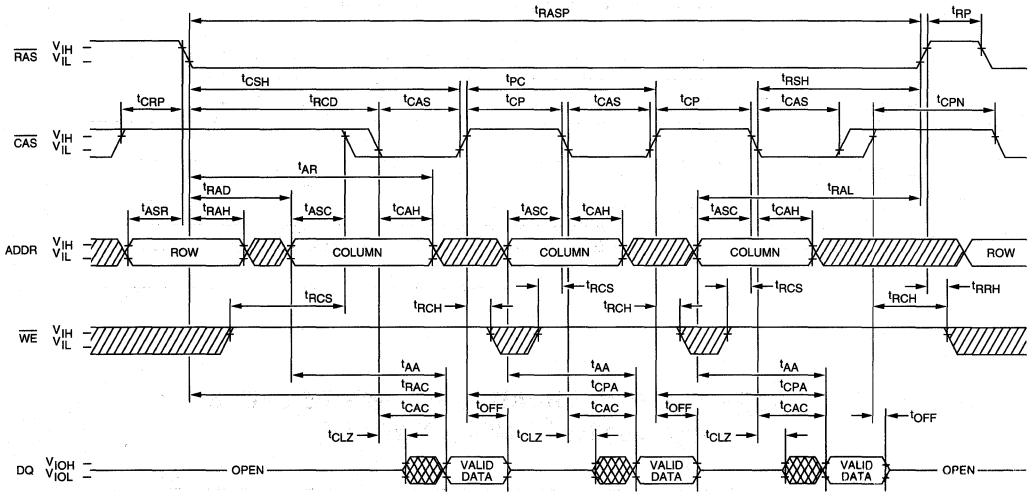 tRASP tRP
RAS VIH
VIL
tCSH tPC tRSH
tCRP tRCD tCAS tCP tCAS tCP tCAS tCPN
CAS VIH
VIL
tAR
tRAD tRAL
tASR tRAH tASC tCAH tASC tCAH tASC tCAH
ADDR VIH
VIL
ROW COLUMN COLUMN COLUMN ROW
tRCS tRCH tRCS tRCH tRCS tRCH tRRH
WE VIH
VIL
tAA tAA tAA
tRAC tCPA tCPA
tCAC tOFF tCAC tOFF tCAC tOFF
tCLZ tCLZ tCLZ
DQ VIOH
VIOL
OPEN VALID DATA VALID DATA VALID DATA OPEN